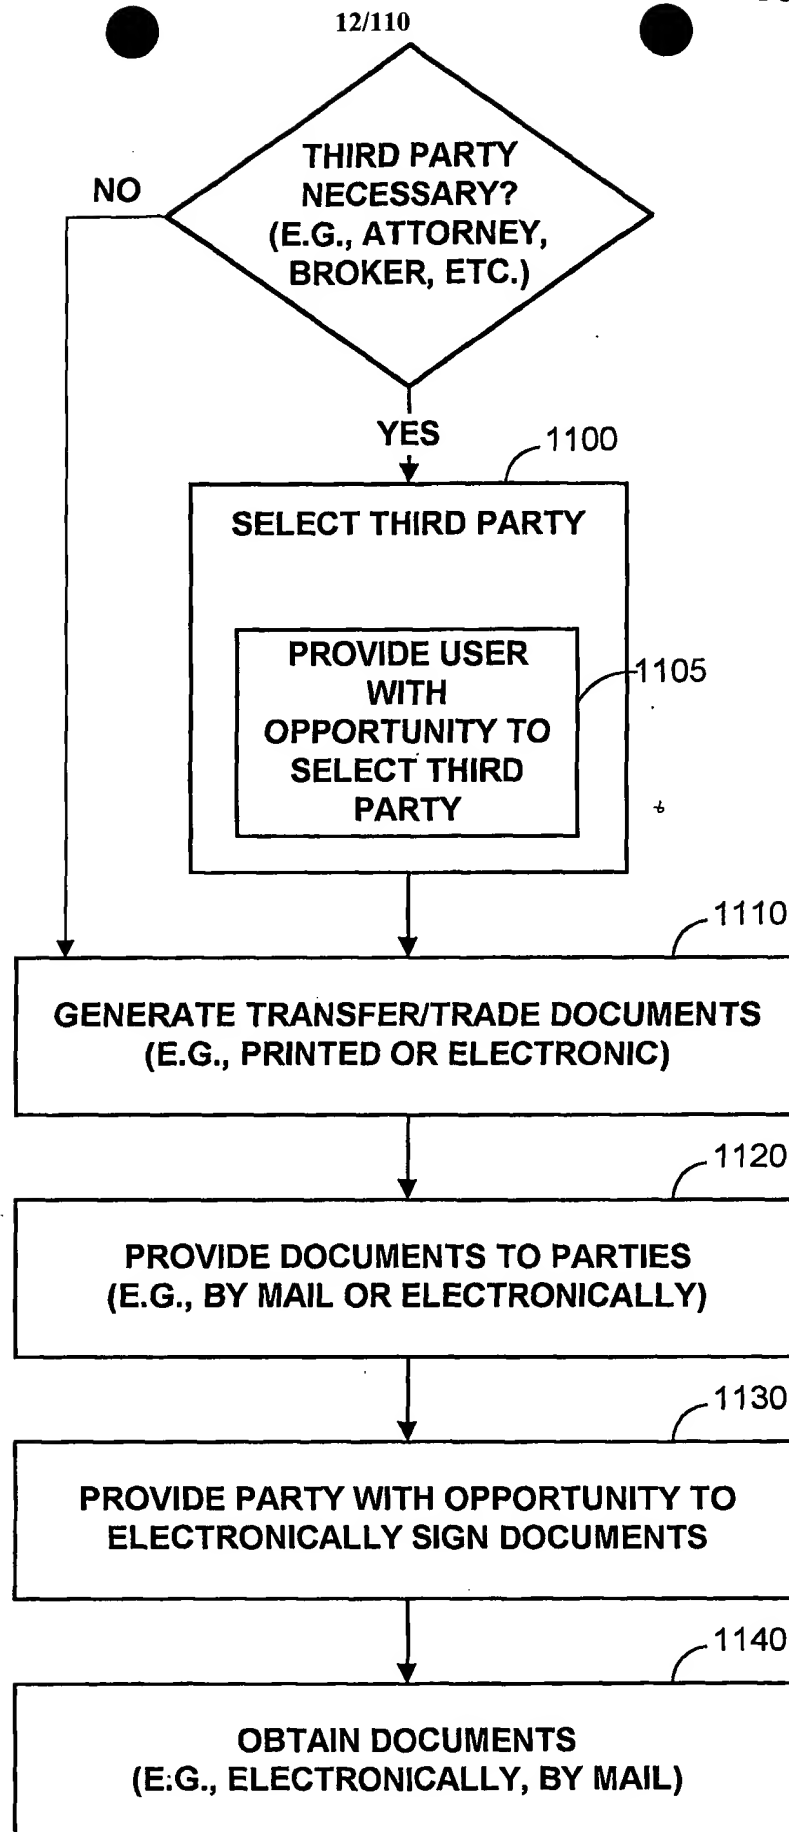 12/110
THIRD PARTY
NECESSARY?
(E.G., ATTORNEY,
BROKER, ETC.)
NO
YES
1100
SELECT THIRD PARTY
PROVIDE USER
WITH
OPPORTUNITY TO
SELECT THIRD
PARTY
1105
1110
GENERATE TRANSFER/TRADE DOCUMENTS
(E.G., PRINTED OR ELECTRONIC)
1120
PROVIDE DOCUMENTS TO PARTIES
(E.G., BY MAIL OR ELECTRONICALLY)
1130
PROVIDE PARTY WITH OPPORTUNITY TO
ELECTRONICALLY SIGN DOCUMENTS
1140
OBTAIN DOCUMENTS
(E.G., ELECTRONICALLY, BY MAIL)